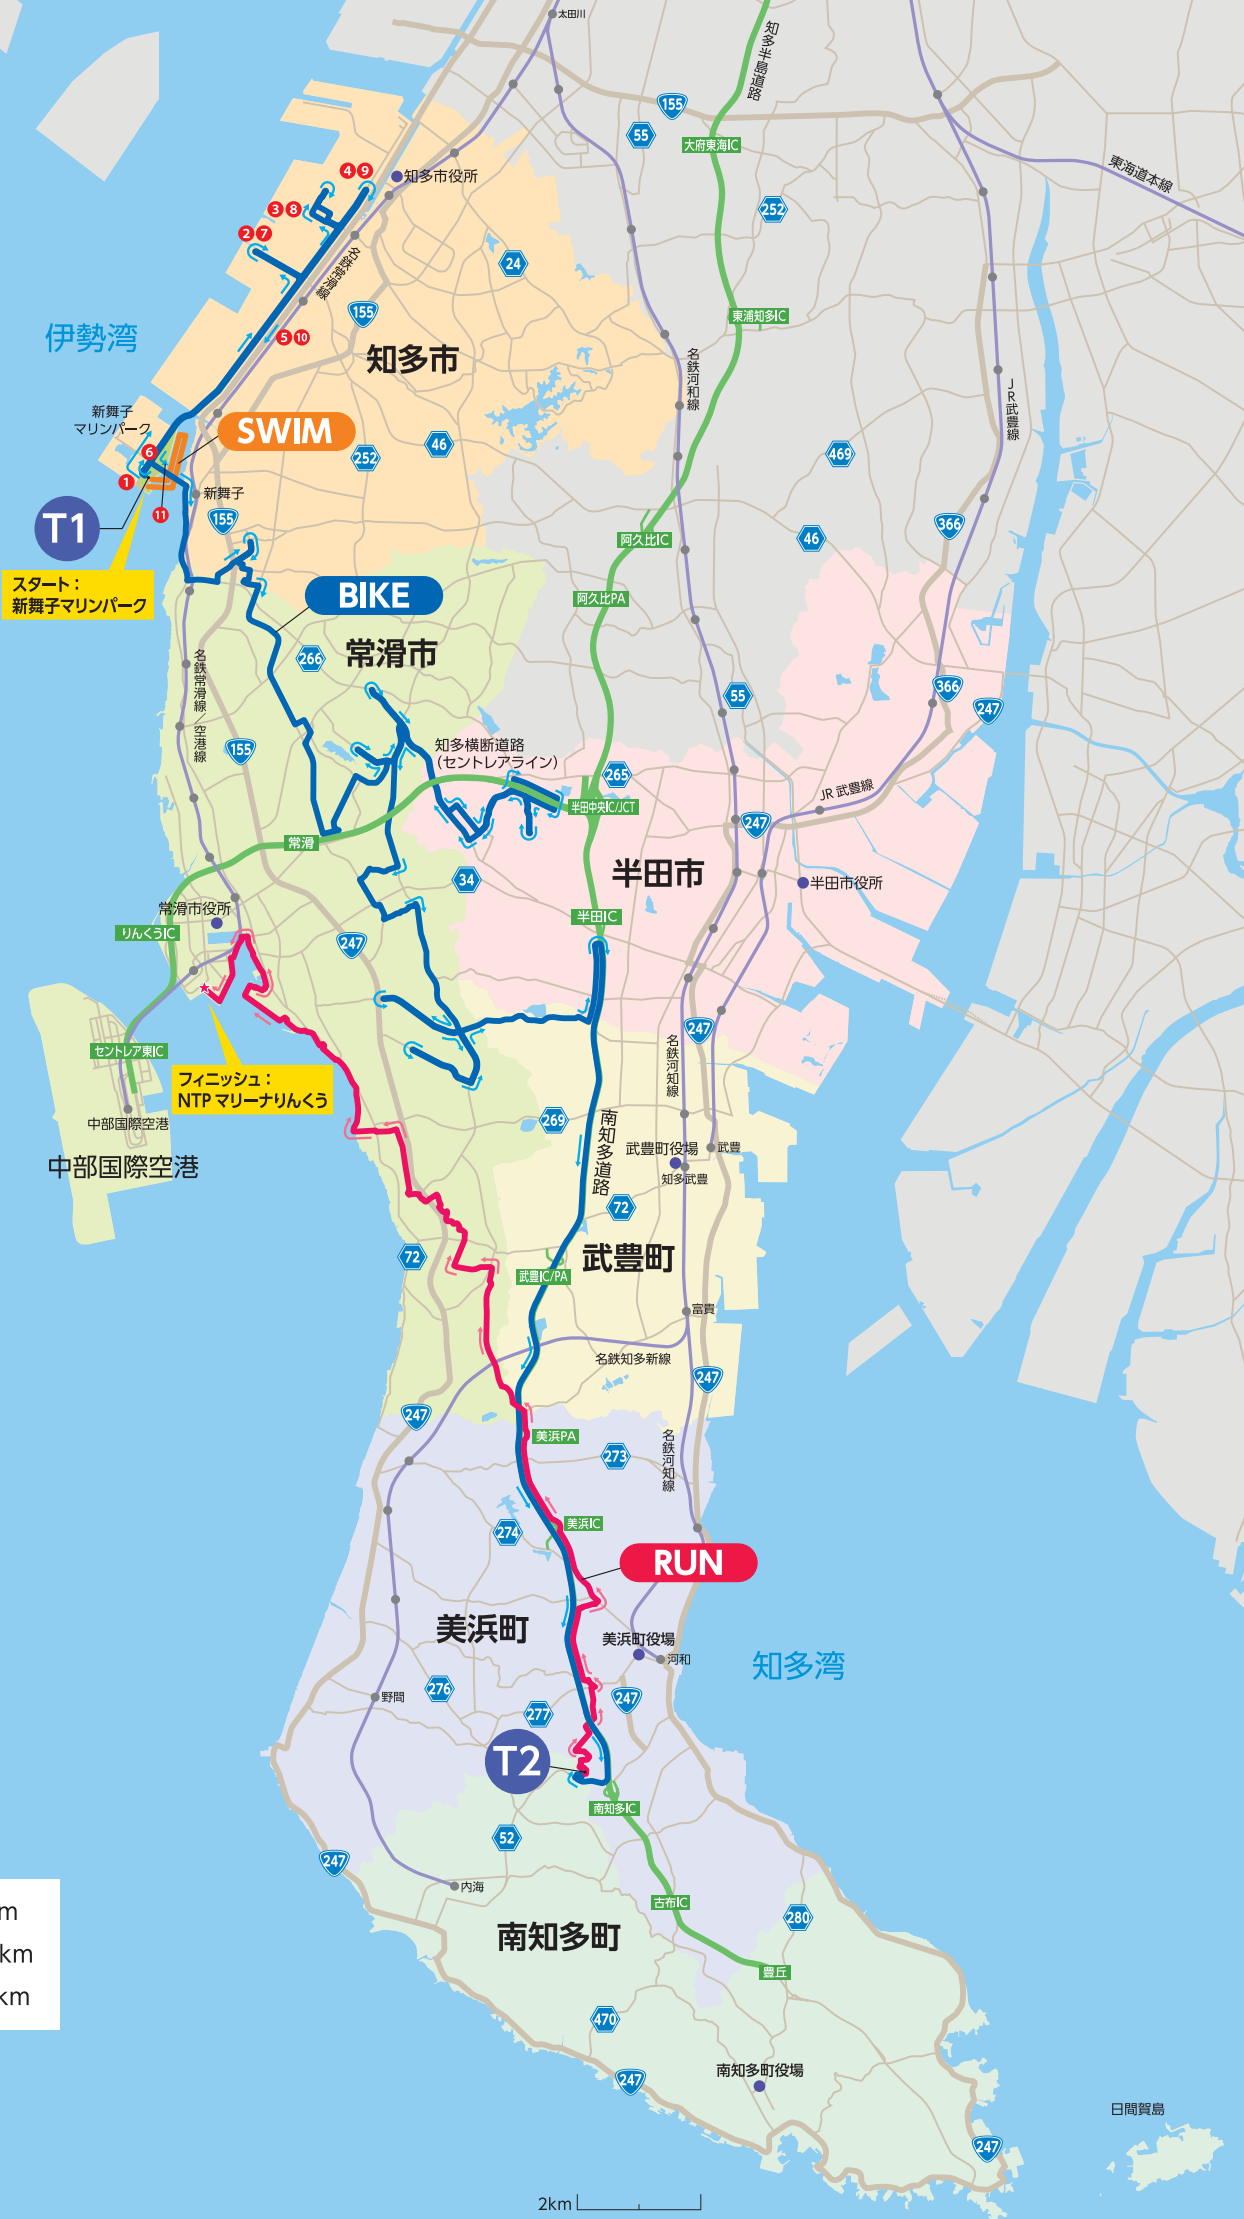 太田川
知多半島道路
155
55
大府東海IC
東海道本線
4 9
知多市役所
3 8
252
2 7
24
名鉄常滑線
155
東浦知多IC
伊勢湾
5 10
知多市
名鉄河和線
JR武豊線
新舞子
マリンパーク
SWIM
46
252
469
6
1
新舞子
11
155
T1
366
46
阿久比IC
スタート：
新舞子マリンパーク
BIKE
阿久比PA
266
常滑市
名鉄常滑線／空港線
366
55
247
155
知多横断道路
（セントレアライン）
265
半田中央IC/JCT
JR 武豊線
247
常滑
34
半田市
半田市役所
常滑市役所
半田IC
りんくうIC
247
247
名鉄河知線
セントレア東IC
フィニッシュ：
NTP マリーナりんくう
中部国際空港
中部国際空港
269
南知多道路
武豊町役場
武豊
知多武豊
72
72
武豊町
武豊IC/PA
富貴
名鉄知多新線
247
247
美浜PA
273
名鉄河知線
274
美浜IC
RUN
美浜町
美浜町役場
河和
知多湾
276
野間
277
247
T2
南知多IC
52
247
内海
古布IC
280
南知多町
m
km
km
豊丘
470
南知多町役場
247
日間賀島
247
2km